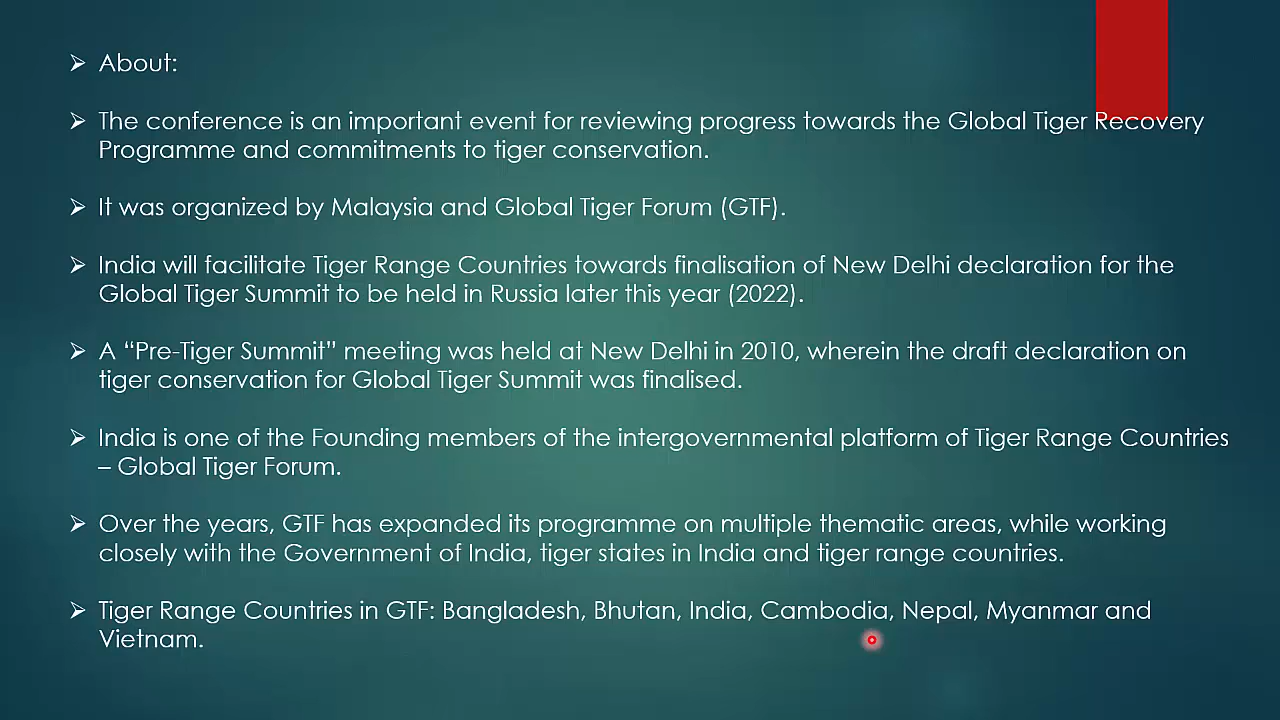 About:
The conference is an important event for reviewing progress towards the Global Tiger Recovery
Programme and commitments to tiger conservation.
It was organized by Malaysia and Global Tiger Forum (GTF).
India will facilitate Tiger Range Countries towards finalisation of New Delhi declaration for the
Global Tiger Summit to be held in Russia later this year (2022).
A “Pre-Tiger Summit” meeting was held at New Delhi in 2010, wherein the draft declaration on
tiger conservation for Global Tiger Summit was finalised.
India is one of the Founding members of the intergovernmental platform of Tiger Range Countries
– Global Tiger Forum.
Over the years, GTF has expanded its programme on multiple thematic areas, while working
closely with the Government of India, tiger states in India and tiger range countries.
Tiger Range Countries in GTF: Bangladesh, Bhutan, India, Cambodia, Nepal, Myanmar and
Vietnam.